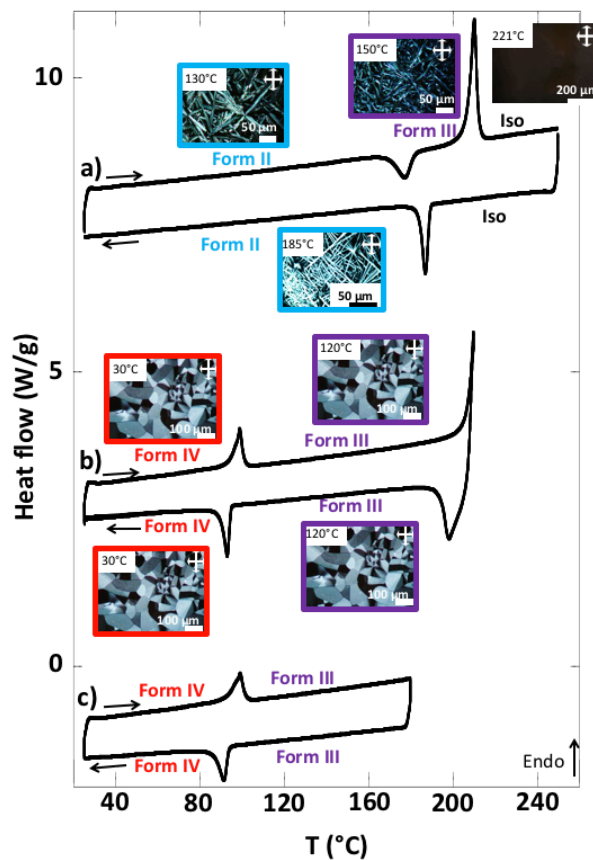 10
5
0
Heat flow (W/g)
130°C
50 µm
Form II
150°C
50 µm
Form III
221°C
200 µm
Iso
a)
Form II
Iso
185°C
50 µm
30°C
100 µm
Form IV
120°C
100 µm
Form III
b)
Form IV
Form III
30°C
100 µm
120°C
100 µm
Form IV
Form III
c)
Form IV
Form III
Endo
40 80 120 160 200 240
T (°C)